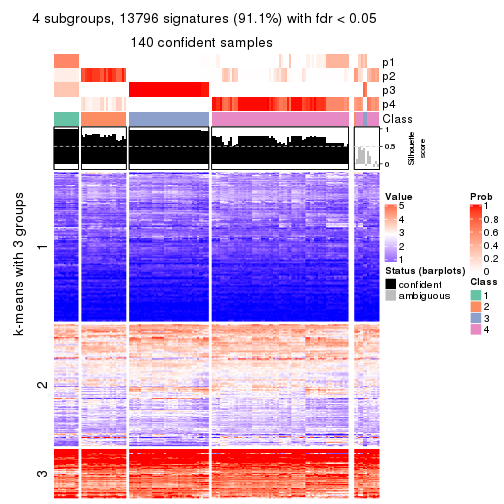 4 subgroups, 13796 signatures (91.1%) with fdr < 0.05
140 confident samples
p1
p2
p3
p4
Class
1
0.5
0
Silhouette
score
k-means with 3 groups
1
2
3
Value
5
4
3
2
1
Status (barplots)
confident
ambiguous
Prob
1
0.8
0.6
0.4
0.2
0
Class
1
2
3
4